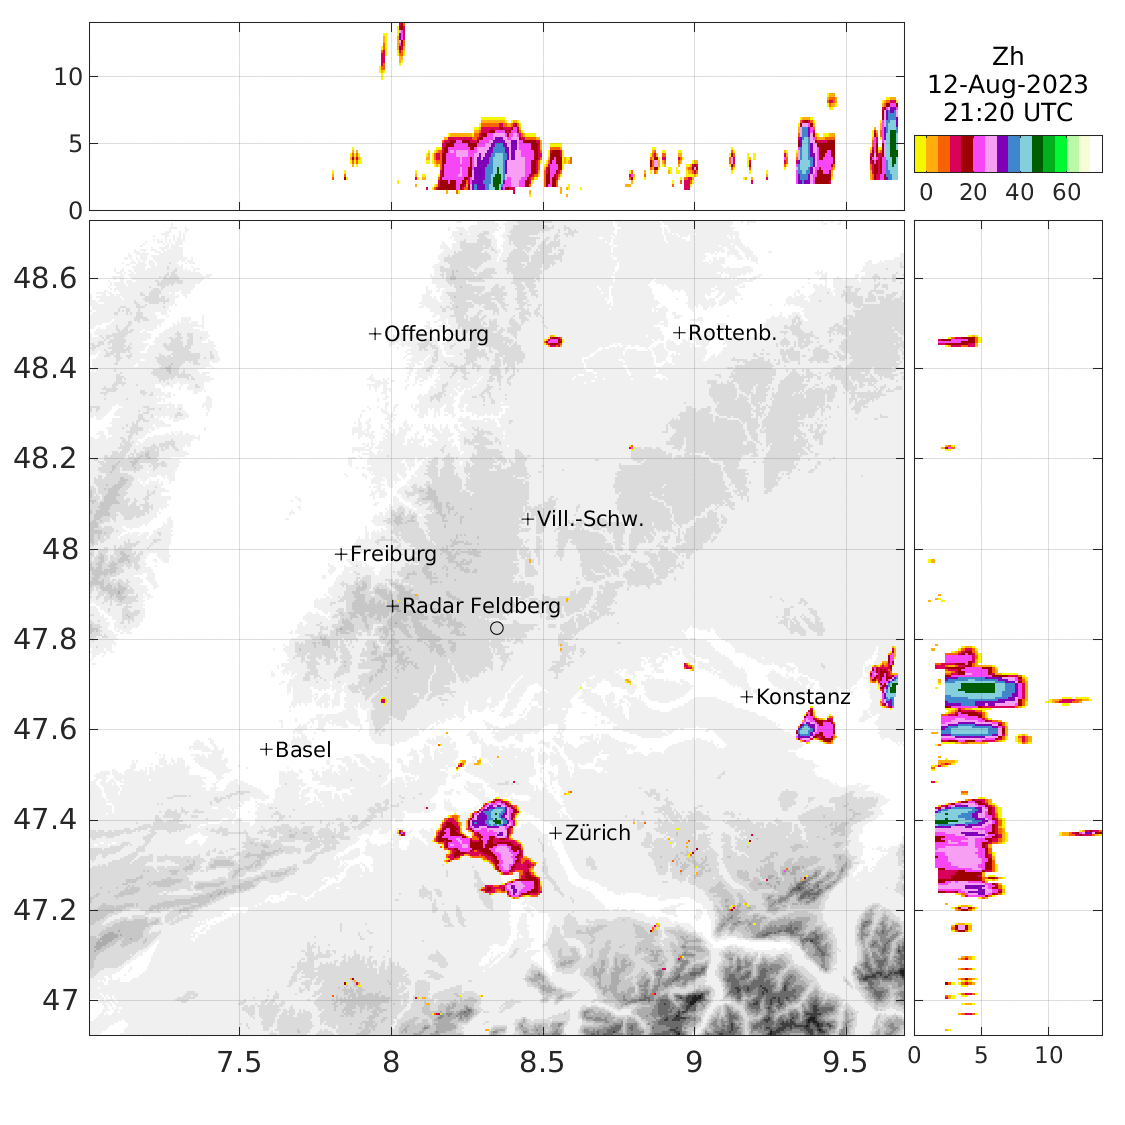 Zh
12-Aug-2023
21:20 UTC
0 20 40 60
10
5
0
48.6
48.4
48.2
48
47.8
47.6
47.4
47.2
47
Offenburg
Rottenb.
Vill.-Schw.
Freiburg
Radar Feldberg
Konstanz
Basel
Zürich
7.5 8 8.5 9 9.5
0 5 10